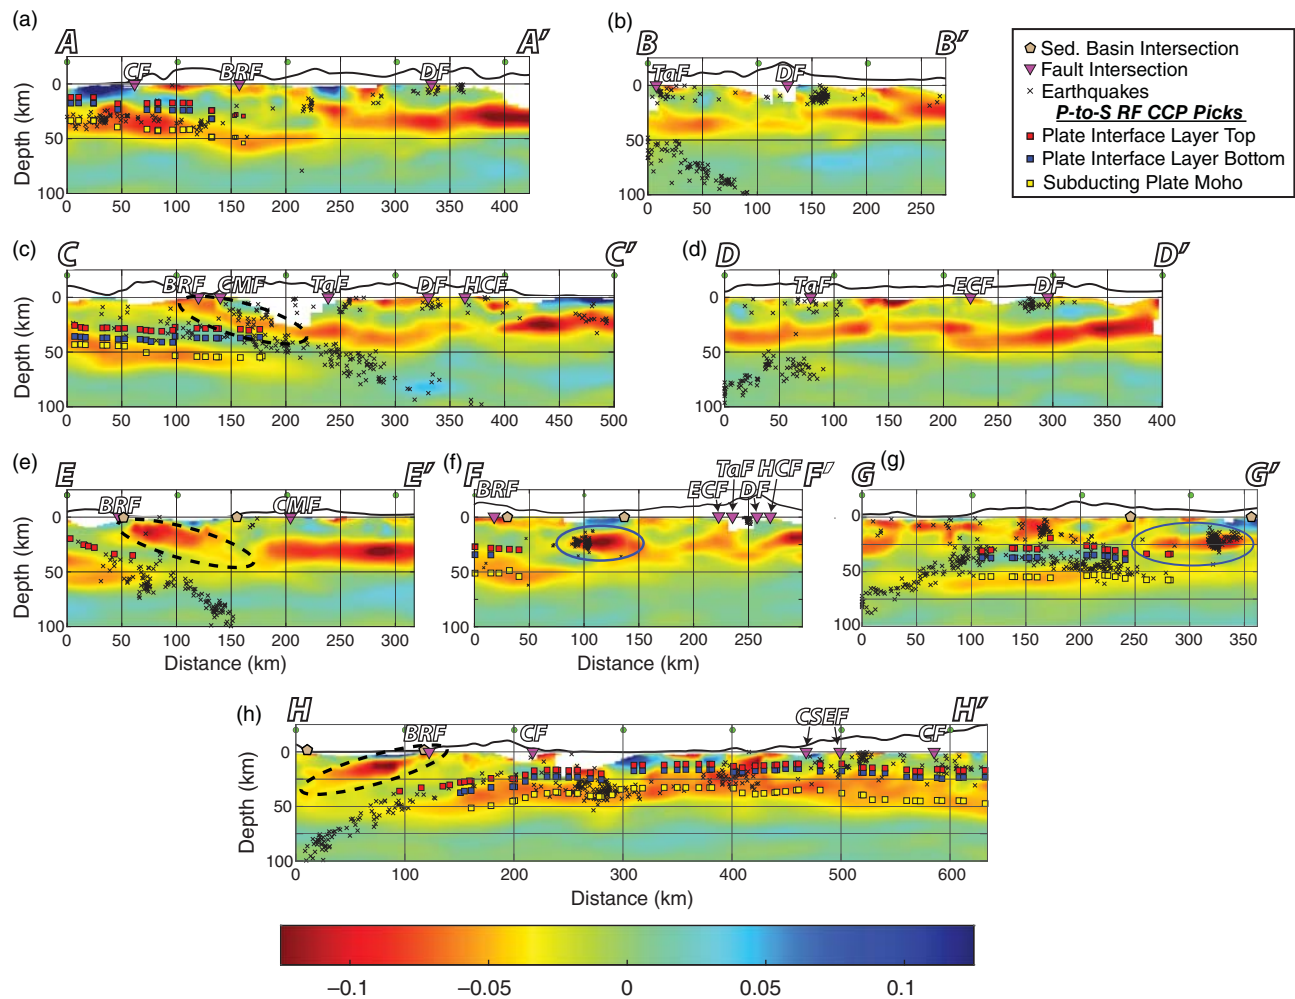 (a)
A
A'
CF
BRF
DF
0
50
100
Depth (km)
0 50 100 150 200 250 300 350 400
(b)
B
B'
TaF
DF
0
50
100
0 50 100 150 200 250
Sed. Basin Intersection
Fault Intersection
Earthquakes
P-to-S RF CCP Picks
Plate Interface Layer Top
Plate Interface Layer Bottom
Subducting Plate Moho
(c)
C
C'
BRF
CMF
TaF
DF
HCF
0
50
100
Depth (km)
0 50 100 150 200 250 300 350 400 500
(d)
D
D'
TaF
ECF
DF
0
50
100
0 50 100 150 200 250 300 350 400
(e)
E
E'
BRF
CMF
0
50
100
Depth (km)
0 50 100 150 200 250 300
Distance (km)
(f)
F
F'
BRF
TaF HCF
ECF DF
0
50
100
0 50 100 150 200 250
Distance (km)
(g)
G
G'
0
50
100
0 50 100 150 200 250 300 350
Distance (km)
(h)
H
H'
BRF
CF
CSEF
CF
0
50
100
Depth (km)
0 100 200 300 400 500 600
Distance (km)
−0.1 −0.05 0 0.05 0.1